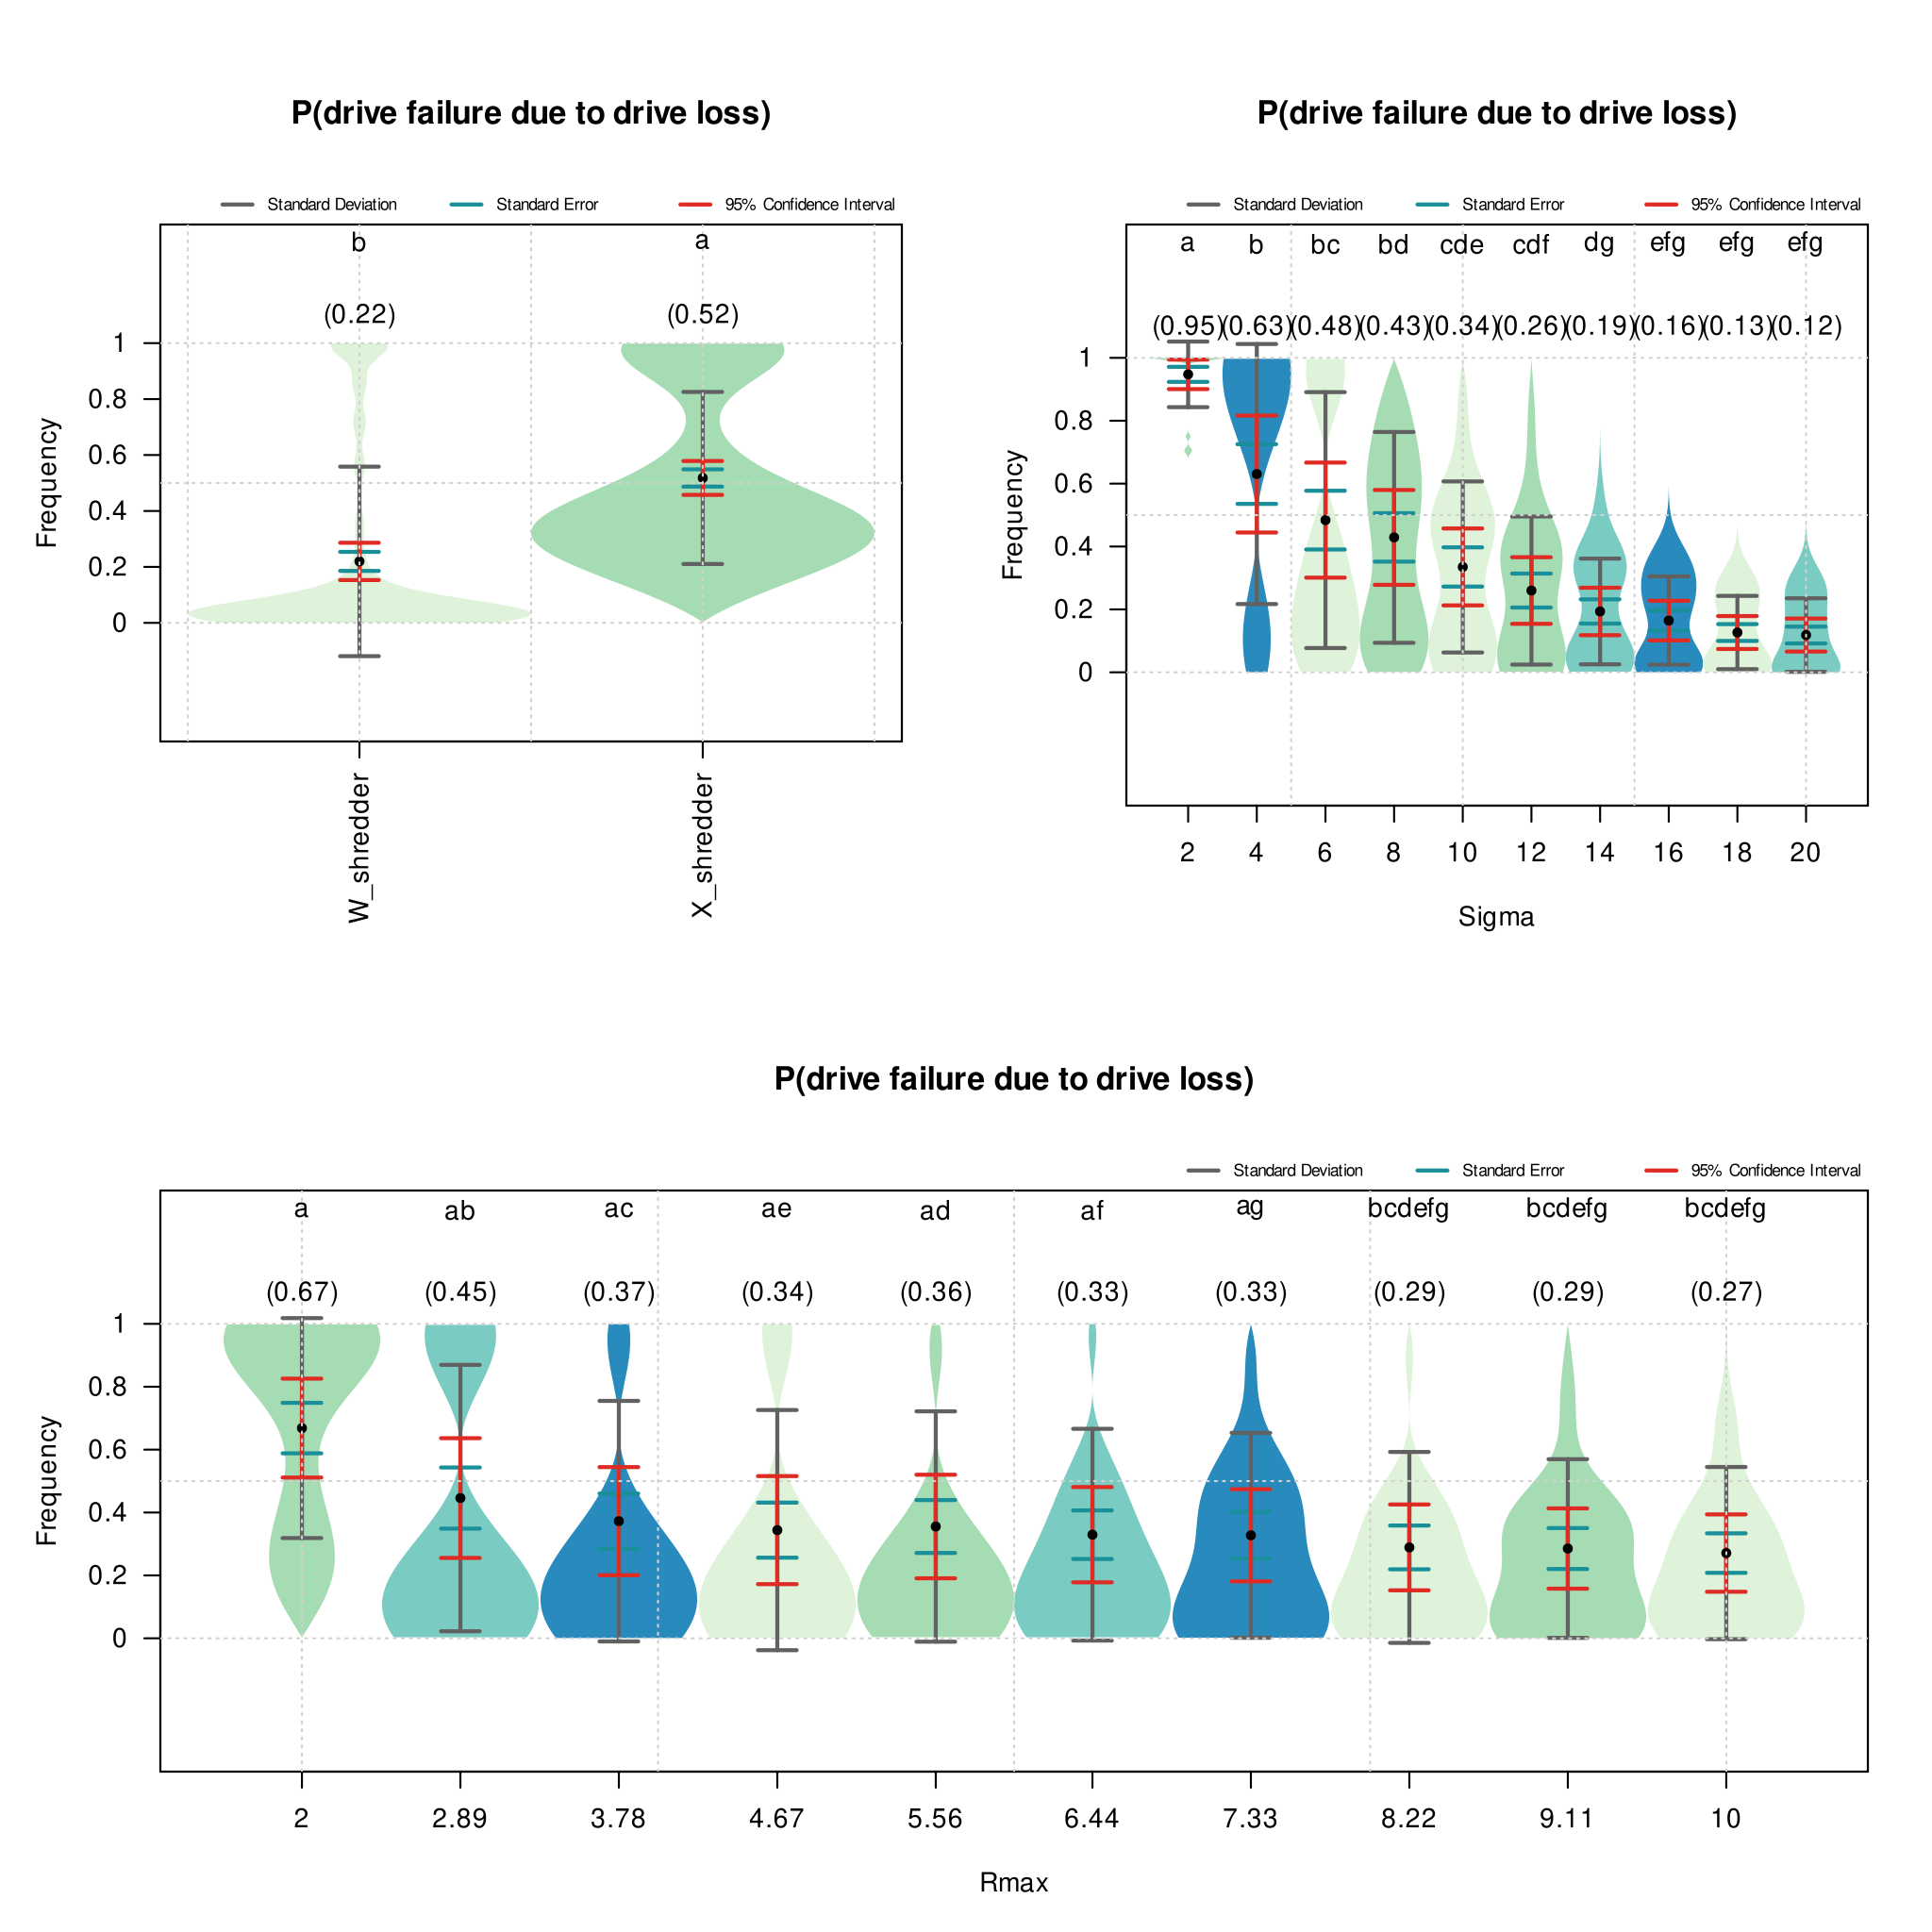 P(drive failure due to drive loss)
Standard Deviation Standard Error 95% Confidence Interval
b a
(0.22) (0.52)
1
0.8
0.6
0.4
0.2
0
Frequency
W_shredder X_shredder
P(drive failure due to drive loss)
Standard Deviation Standard Error 95% Confidence Interval
a b bc bd cde cdf dg efg efg efg
(0.95) (0.63) (0.48) (0.43) (0.34) (0.26) (0.19) (0.16) (0.13) (0.12)
1
0.8
0.6
0.4
0.2
0
Frequency
2 4 6 8 10 12 14 16 18 20
Sigma
P(drive failure due to drive loss)
Standard Deviation Standard Error 95% Confidence Interval
a ab ac ae ad af ag bcdefg bcdefg bcdefg
(0.67) (0.45) (0.37) (0.34) (0.36) (0.33) (0.33) (0.29) (0.29) (0.27)
1
0.8
0.6
0.4
0.2
0
Frequency
2 2.89 3.78 4.67 5.56 6.44 7.33 8.22 9.11 10
Rmax